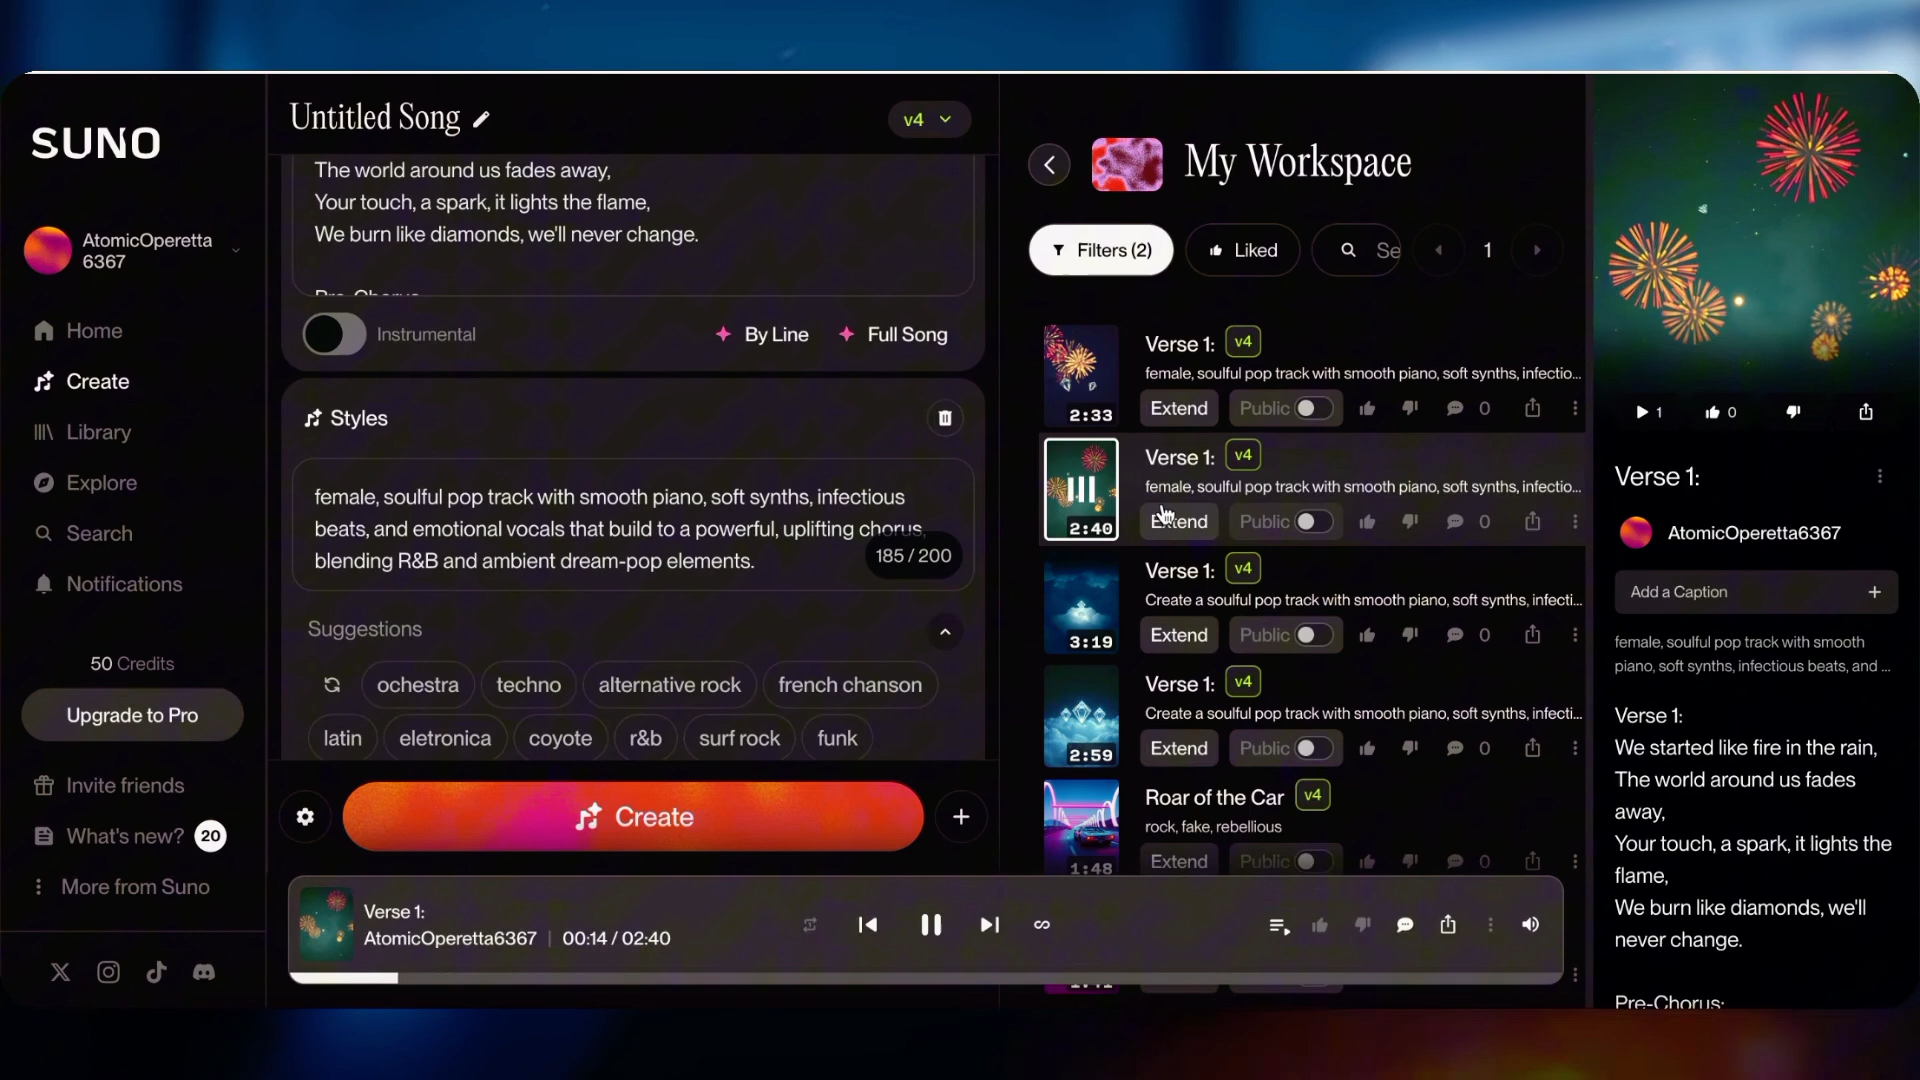 SUNO
AtomicOperetta
6367
Home
Create
Library
Explore
Search
Notifications
50 Credits
Upgrade to Pro
Invite friends
What's new? 20
More from Suno
Untitled Song
v4
The world around us fades away,
Your touch, a spark, it lights the flame,
We burn like diamonds, we'll never change.
Pre-Chorus
Instrumental
By Line
Full Song
Styles
female, soulful pop track with smooth piano, soft synths, infectious
beats, and emotional vocals that build to a powerful, uplifting chorus,
blending R&B and ambient dream-pop elements.
185 / 200
Suggestions
ochestra
techno
alternative rock
french chanson
latin
eletronica
coyote
r&b
surf rock
funk
Create
My Workspace
Filters (2)
Liked
Se
1
Verse 1: v4
female, soulful pop track with smooth piano, soft synths, infectio...
2:33
Extend
Public
0
Verse 1: v4
female, soulful pop track with smooth piano, soft synths, infectio...
2:40
Extend
Public
0
Verse 1: v4
Create a soulful pop track with smooth piano, soft synths, infecti...
3:19
Extend
Public
0
Verse 1: v4
Create a soulful pop track with smooth piano, soft synths, infecti...
2:59
Extend
Public
0
Roar of the Car v4
rock, fake, rebellious
1:48
Extend
Public
0
Verse 1:
AtomicOperetta6367 | 00:14 / 02:40
1
0
Verse 1:
AtomicOperetta6367
Add a Caption
female, soulful pop track with smooth
piano, soft synths, infectious beats, and ...
Verse 1:
We started like fire in the rain,
The world around us fades
away,
Your touch, a spark, it lights the
flame,
We burn like diamonds, we'll
never change.
Pre-Chorus: